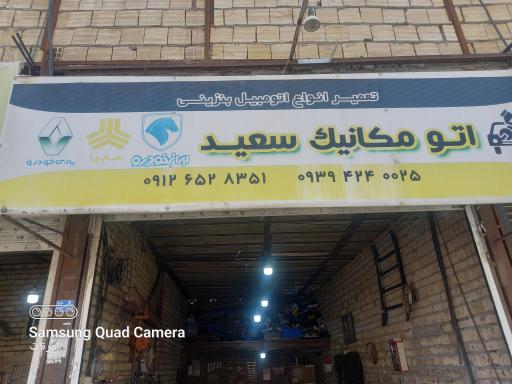 تعمیر انواع اتومبیل بنزینی
اتو مکانیک سعید
ایران خودرو
سایپا
پارس خودرو
۰۹۱۲ ۶۵۲ ۸۳۵۱
۰۹۳۹ ۴۲۴ ۰۰۲۵
Samsung Quad Camera